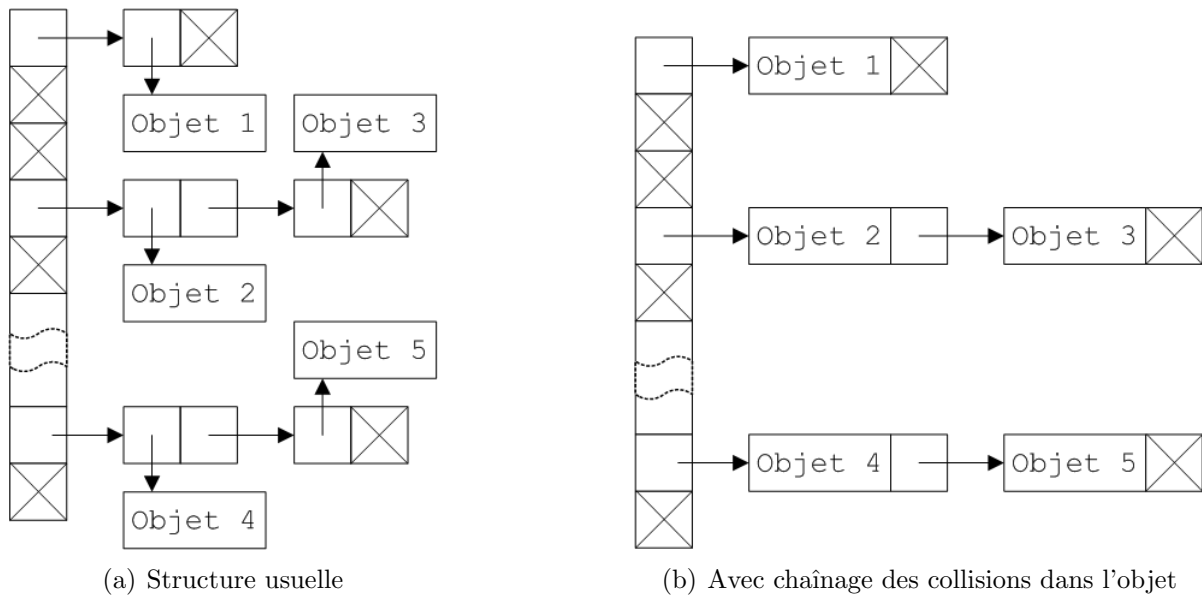 Objet 1
Objet 3
Objet 2
Objet 5
Objet 4
(a) Structure usuelle
Objet 1
Objet 2
Objet 3
Objet 4
Objet 5
(b) Avec chaînage des collisions dans l'objet